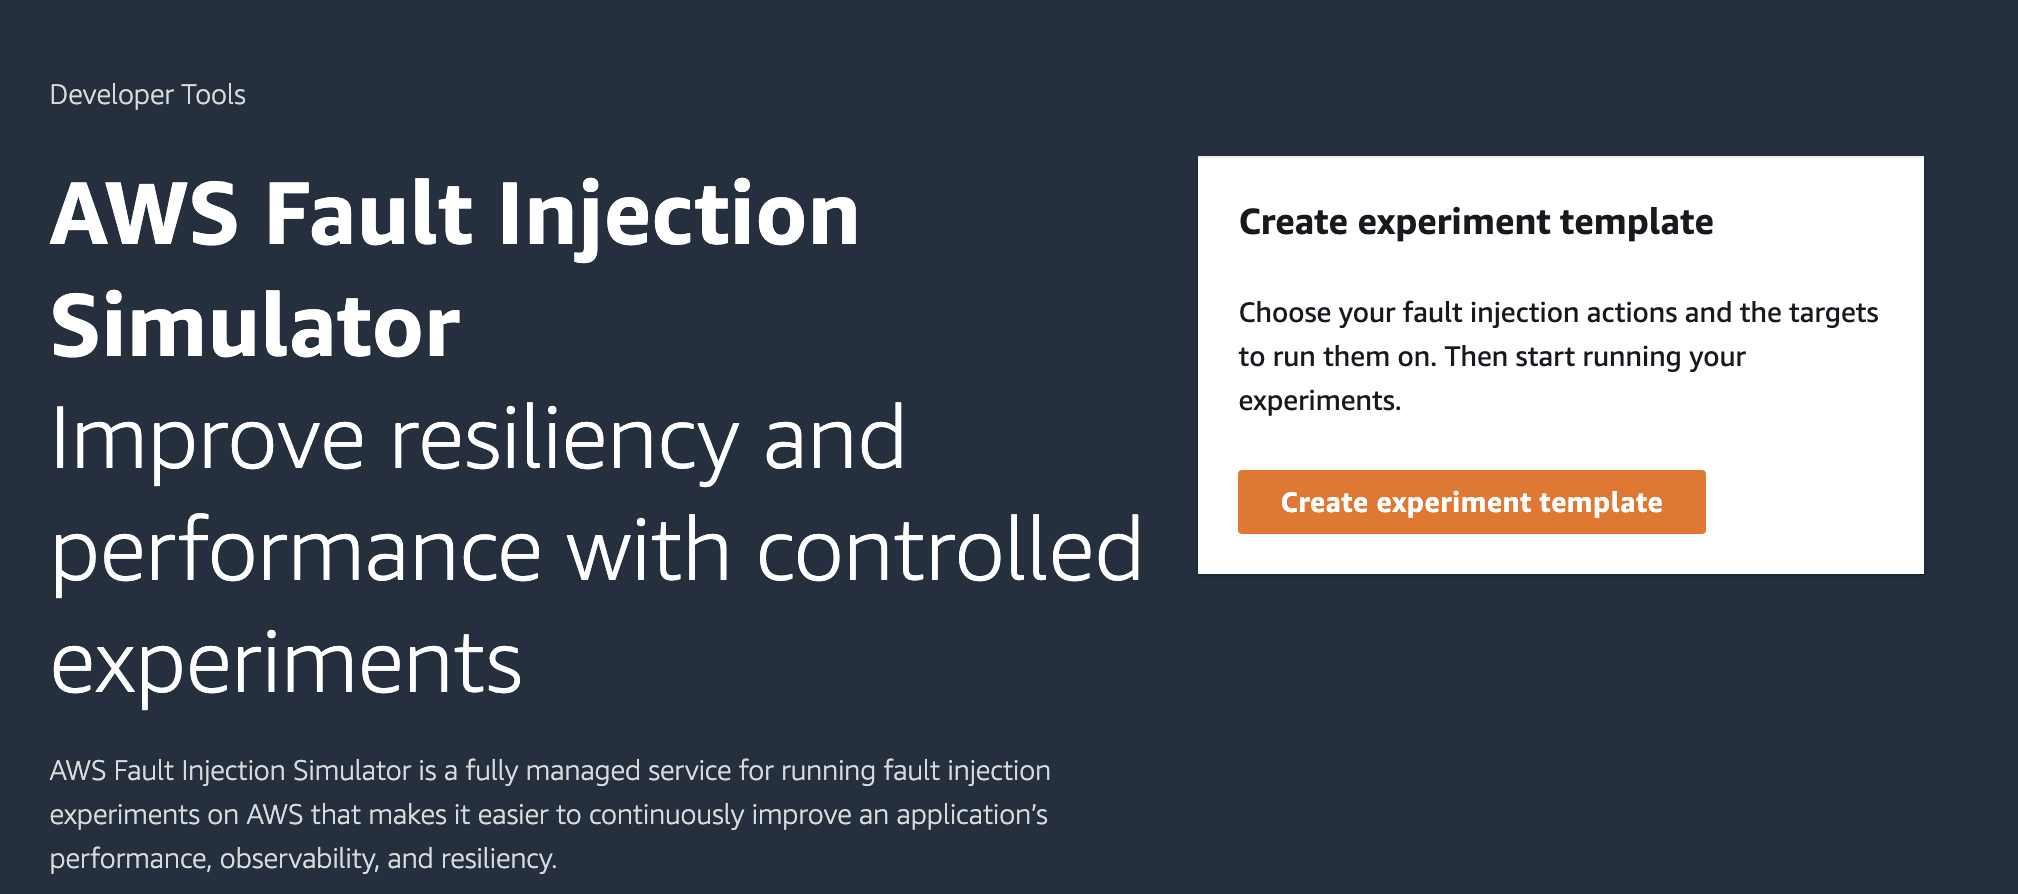 Developer Tools
AWS Fault Injection
Simulator
Improve resiliency and
performance with controlled
experiments
AWS Fault Injection Simulator is a fully managed service for running fault injection
experiments on AWS that makes it easier to continuously improve an application’s
performance, observability, and resiliency.
Create experiment template
Choose your fault injection actions and the targets
to run them on. Then start running your
experiments.
Create experiment template